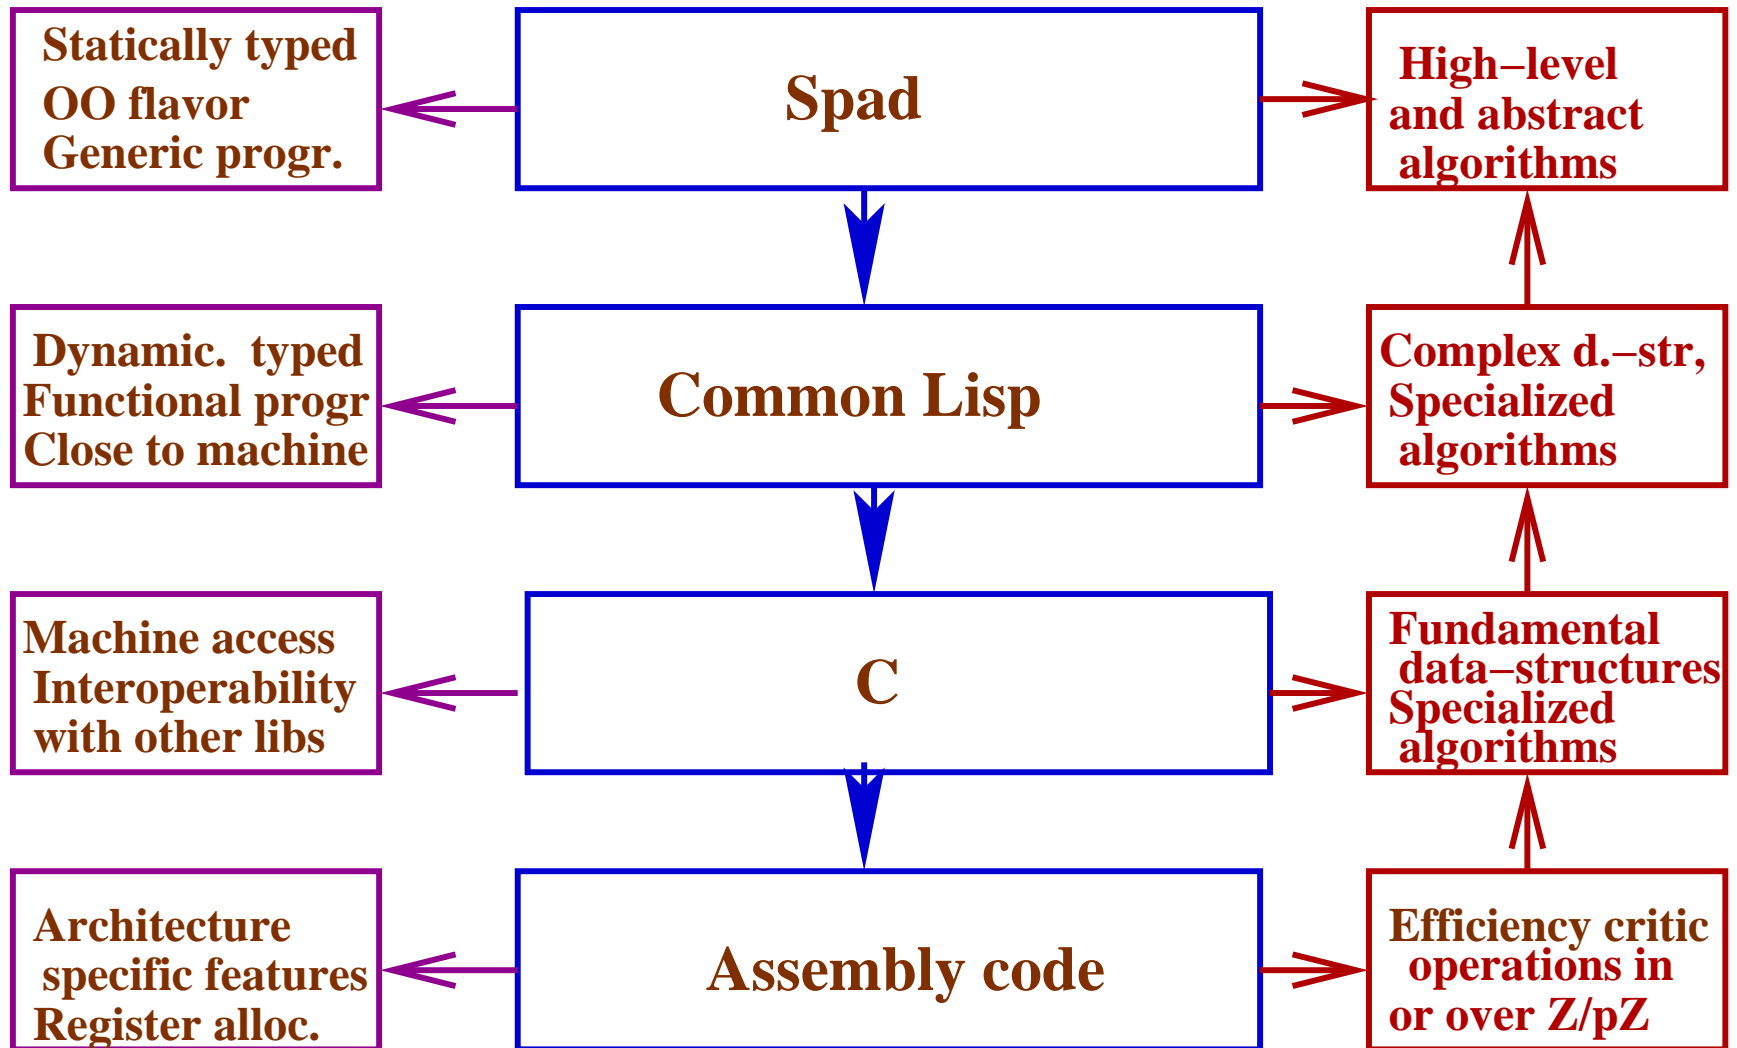 Statically typed
OO flavor
Generic progr.
Spad
High–level
and abstract
algorithms
Dynamic. typed
Functional progr
Close to machine
Common Lisp
Complex d.–str,
Specialized
algorithms
Machine access
Interoperability
with other libs
C
Fundamental
data–structures
Specialized
algorithms
Architecture
specific features
Register alloc.
Assembly code
Efficiency critic
operations in
or over Z/pZ